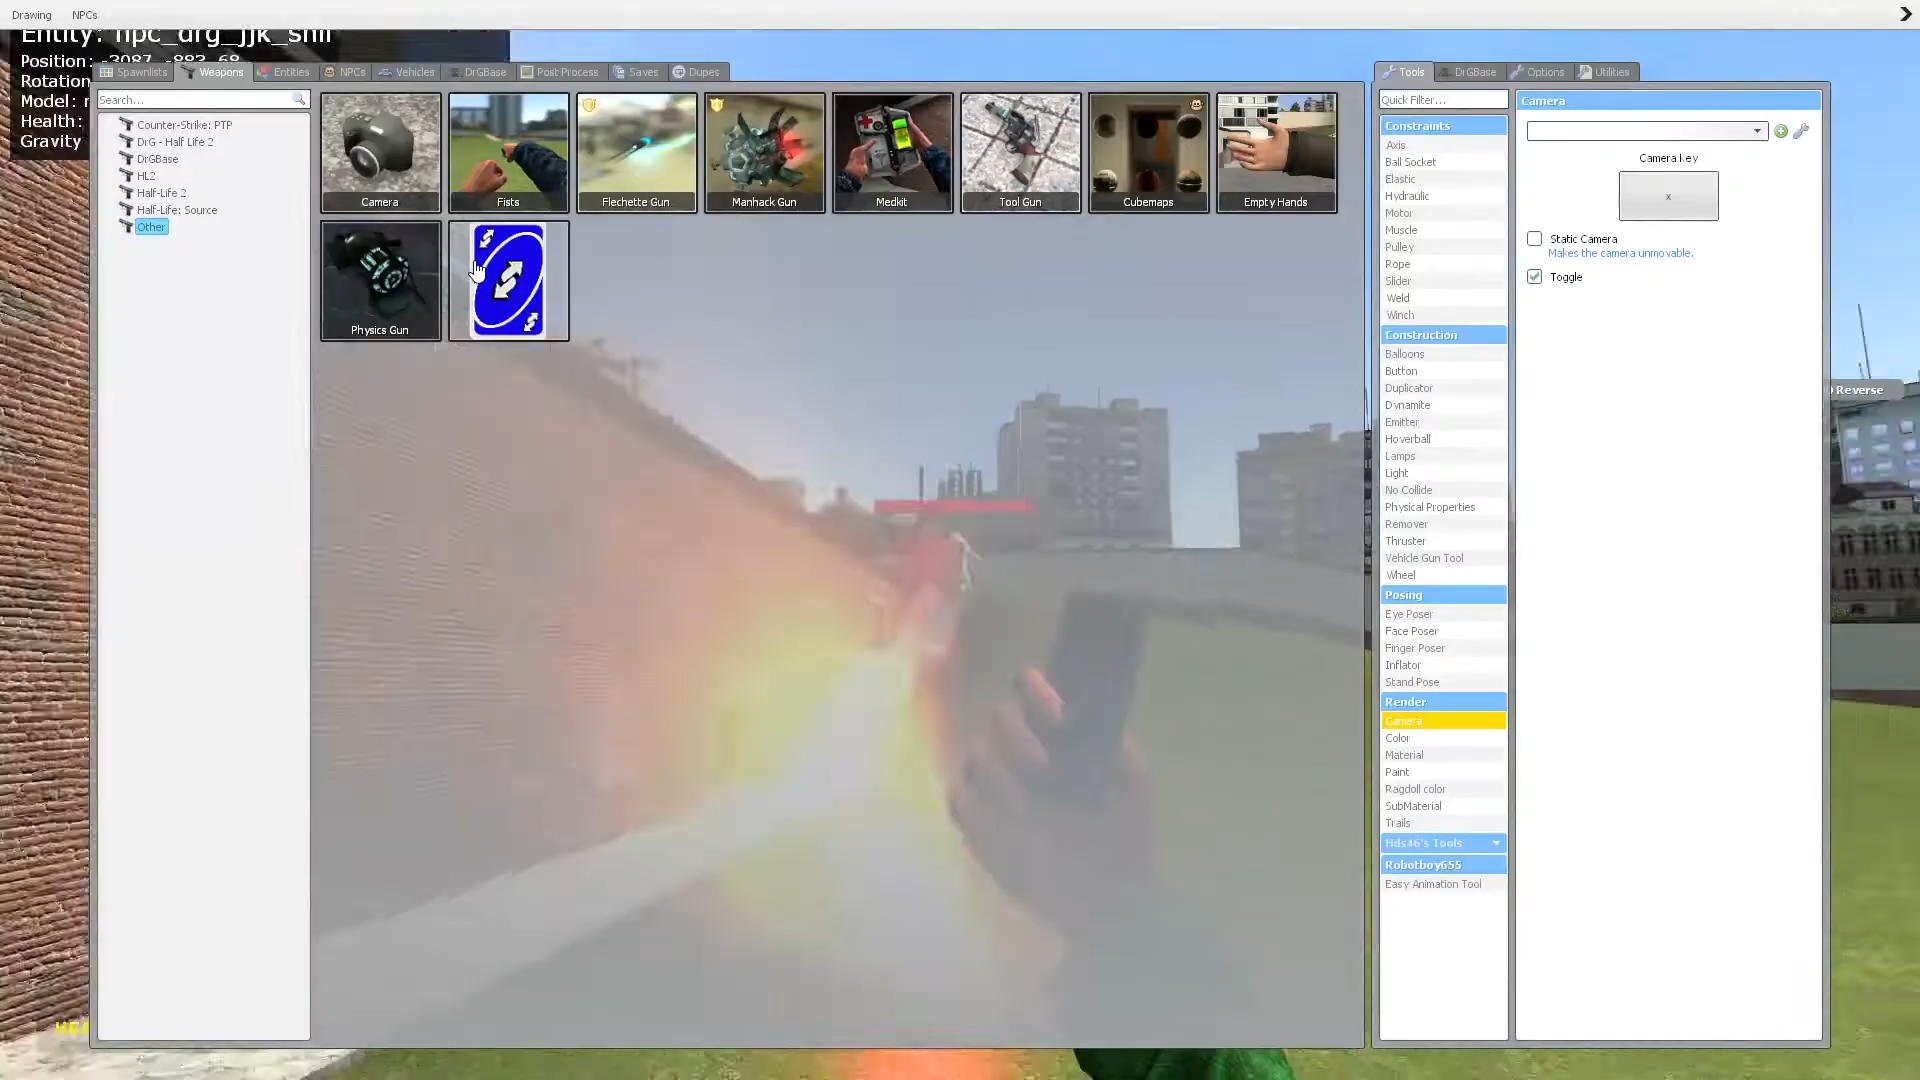 Drawing NPCs
Entity: npc_drg_jjk_shii
Position: -3087 -883 68
Rotation
Model: r
Health:
Gravity
Spawnlists Weapons Entities NPCs Vehicles DrGBase Post Process Saves Dupes
Search...
Counter-Strike: PTP
DrG - Half Life 2
DrGBase
HL2
Half-Life 2
Half-Life: Source
Other
Camera Fists Flechette Gun Manhack Gun Medkit Tool Gun Cubemaps Empty Hands
Physics Gun
Tools DrGBase Options Utilities
Quick Filter...
Constraints
Axis
Ball Socket
Elastic
Hydraulic
Motor
Muscle
Pulley
Rope
Slider
Weld
Winch
Construction
Balloons
Button
Duplicator
Dynamite
Emitter
Hoverball
Lamps
Light
No Collide
Physical Properties
Remover
Thruster
Vehicle Gun Tool
Wheel
Posing
Eye Poser
Face Poser
Finger Poser
Inflator
Stand Pose
Render
Camera
Color
Material
Paint
Ragdoll color
SubMaterial
Trails
Hds46's Tools
Robotboy655
Easy Animation Tool
Camera
Camera Key
x
Static Camera
Makes the camera unmovable.
Toggle
Reverse
HEA